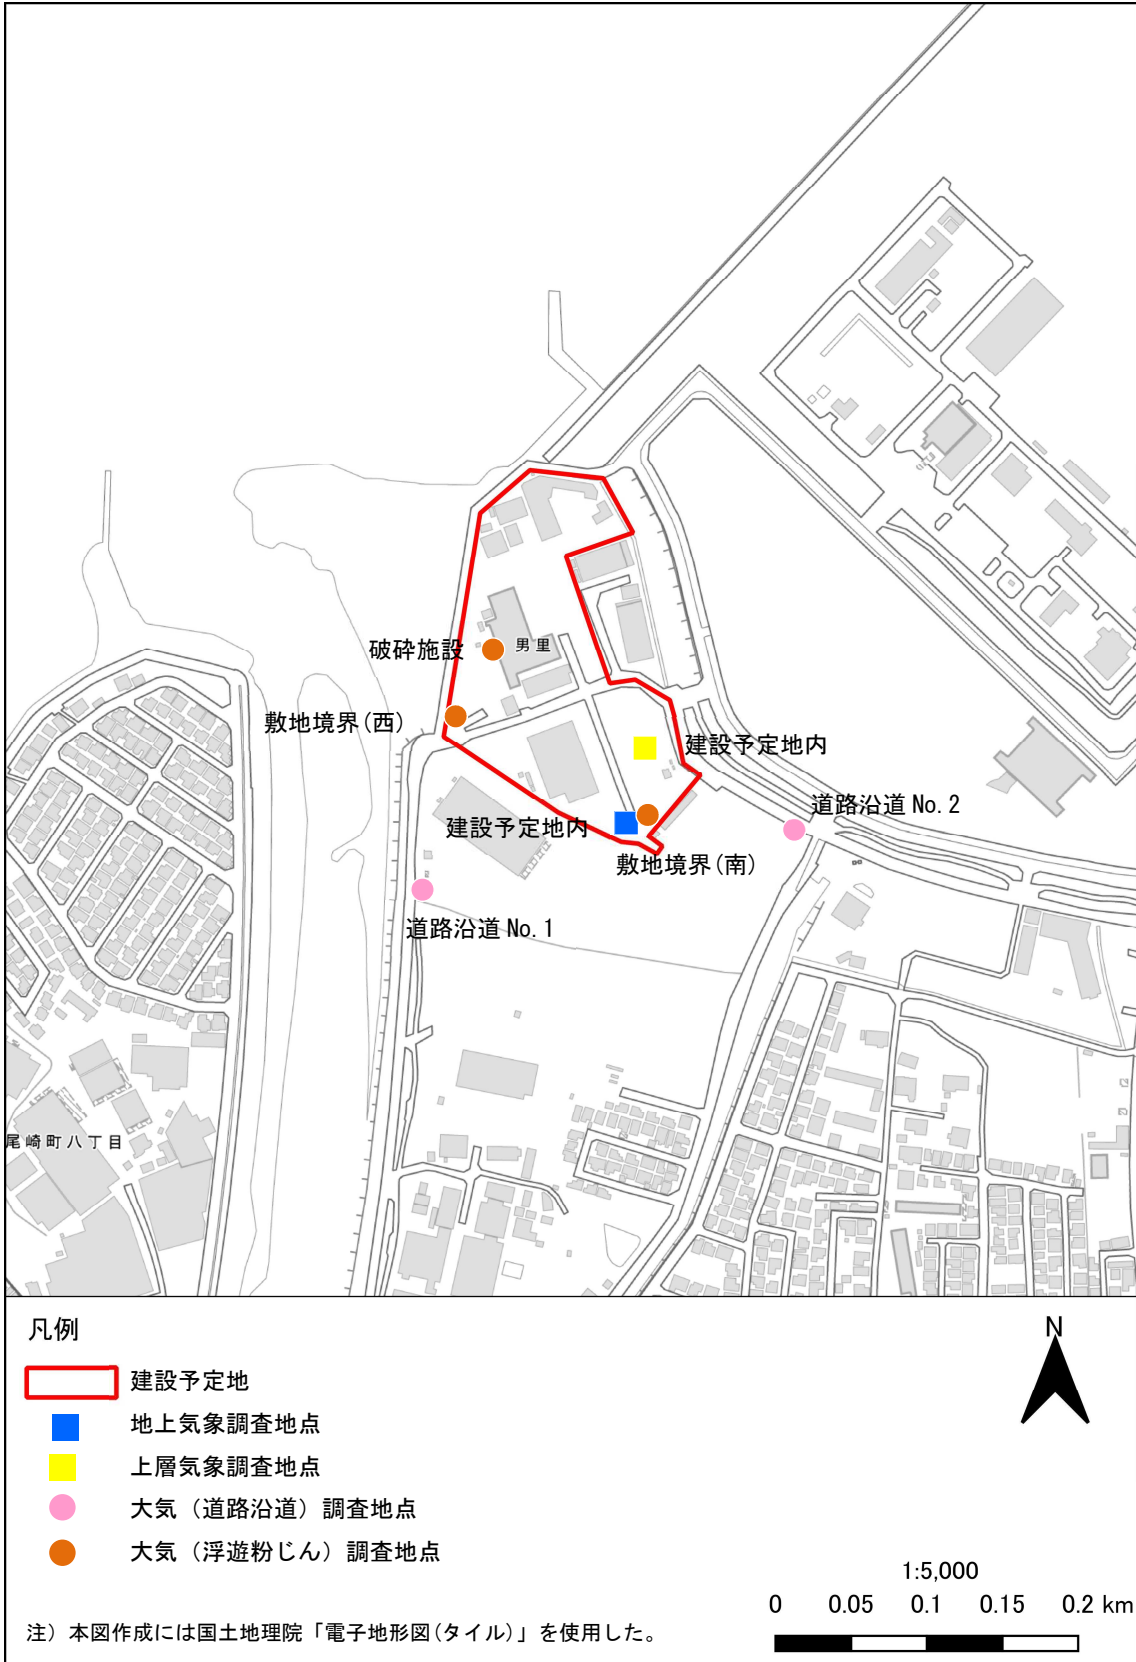 破砕施設
男里
敷地境界(西)
建設予定地内
道路沿道No.2
建設予定地内
敷地境界(南)
道路沿道No.1
尾崎町八丁目
凡例
N
建設予定地
地上気象調査地点
上層気象調査地点
大気（道路沿道）調査地点
大気（浮遊粉じん）調査地点
1:5,000
0 0.05 0.1 0.15 0.2 km
注）本図作成には国土地理院「電子地形図(タイル)」を使用した。